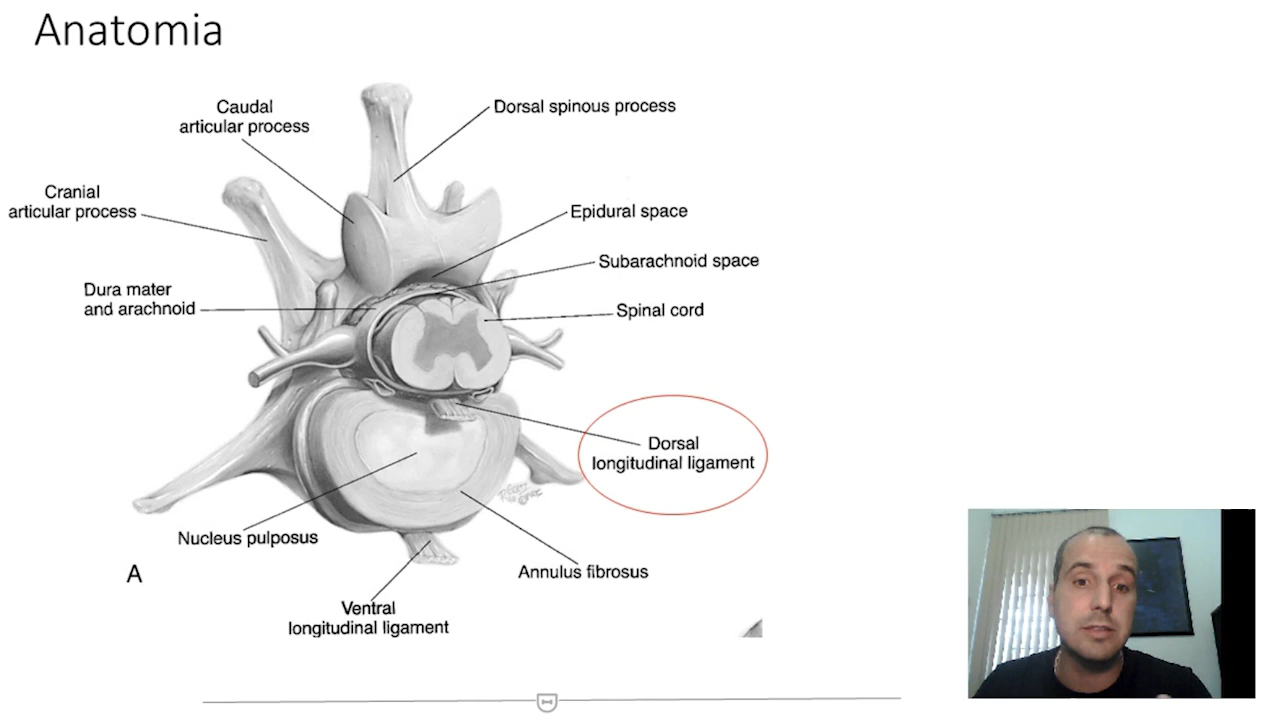 Anatomia
Caudal
articular process
Dorsal spinous process
Cranial
articular process
Epidural space
Subarachnoid space
Dura mater
and arachnoid
Spinal cord
Dorsal
longitudinal ligament
Nucleus pulposus
Annulus fibrosus
A
Ventral
longitudinal ligament